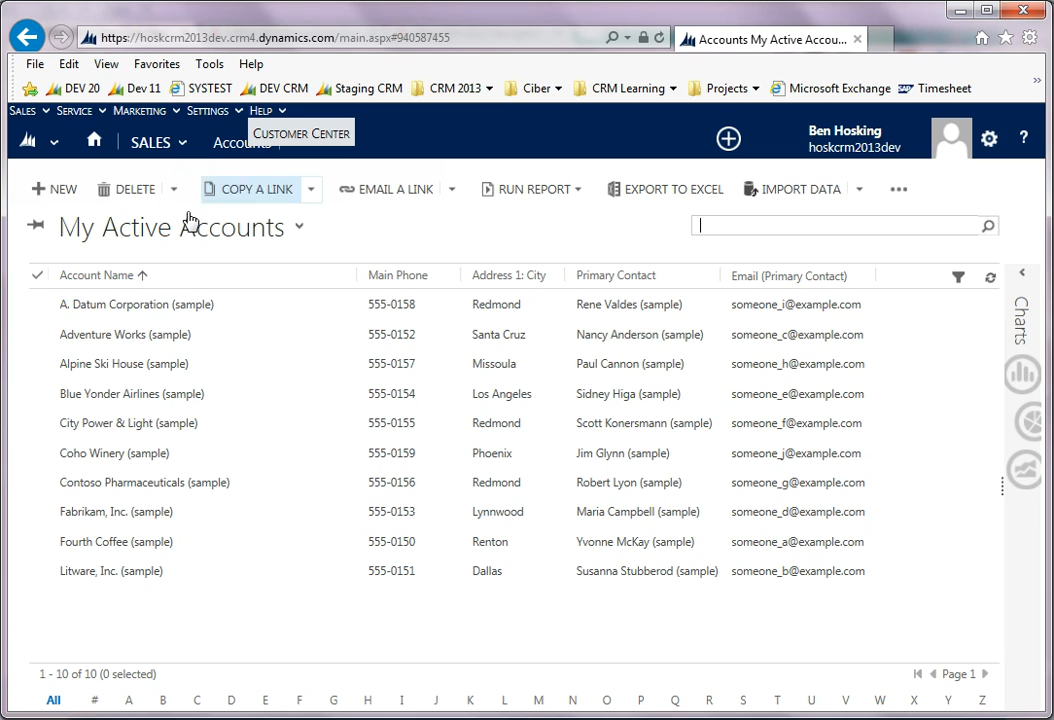 https://hoskcrm2013dev.crm4.dynamics.com/main.aspx#940587455
Accounts My Active Accou...
File Edit View Favorites Tools Help
DEV 20 Dev 11 SYSTEST DEV CRM Staging CRM CRM 2013 Ciber CRM Learning Projects Microsoft Exchange Timesheet
SALES SERVICE MARKETING SETTINGS HELP
CUSTOMER CENTER
SALES Accounts
Ben Hosking
hoskcrm2013dev
?
NEW DELETE COPY A LINK EMAIL A LINK RUN REPORT EXPORT TO EXCEL IMPORT DATA ...
My Active Accounts
Account Name Main Phone Address 1: City Primary Contact Email (Primary Contact)
A. Datum Corporation (sample) 555-0158 Redmond Rene Valdes (sample) someone_i@example.com
Adventure Works (sample) 555-0152 Santa Cruz Nancy Anderson (sample) someone_c@example.com
Alpine Ski House (sample) 555-0157 Missoula Paul Cannon (sample) someone_h@example.com
Blue Yonder Airlines (sample) 555-0154 Los Angeles Sidney Higa (sample) someone_e@example.com
City Power & Light (sample) 555-0155 Redmond Scott Konersmann (sample) someone_f@example.com
Coho Winery (sample) 555-0159 Phoenix Jim Glynn (sample) someone_j@example.com
Contoso Pharmaceuticals (sample) 555-0156 Redmond Robert Lyon (sample) someone_g@example.com
Fabrikam, Inc. (sample) 555-0153 Lynnwood Maria Campbell (sample) someone_d@example.com
Fourth Coffee (sample) 555-0150 Renton Yvonne McKay (sample) someone_a@example.com
Litware, Inc. (sample) 555-0151 Dallas Susanna Stubberod (sample) someone_b@example.com
Charts
1 - 10 of 10 (0 selected) Page 1
All # A B C D E F G H I J K L M N O P Q R S T U V W X Y Z